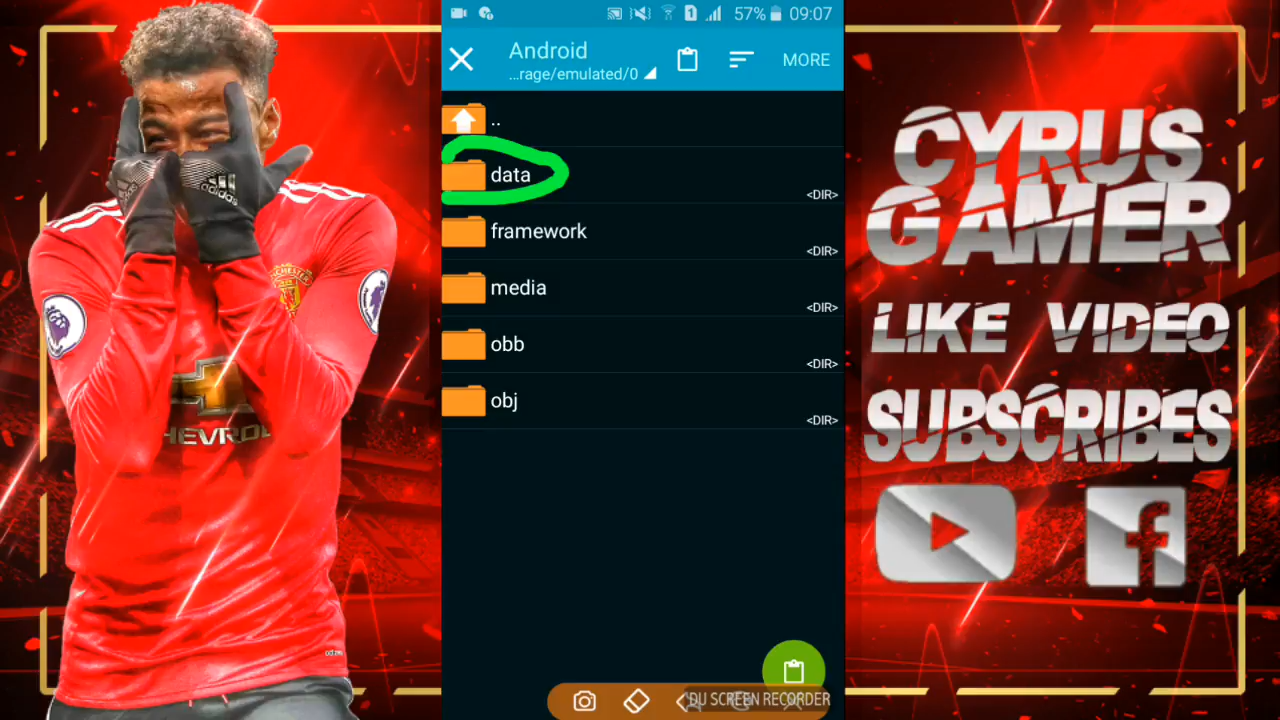 57% 09:07
Android
...rage/emulated/0
MORE
..
data
<DIR>
framework
<DIR>
media
<DIR>
obb
<DIR>
obj
<DIR>
DU SCREEN RECORDER
CYRUS
GAMER
LIKE VIDEO
SUBSCRIBES
adidas